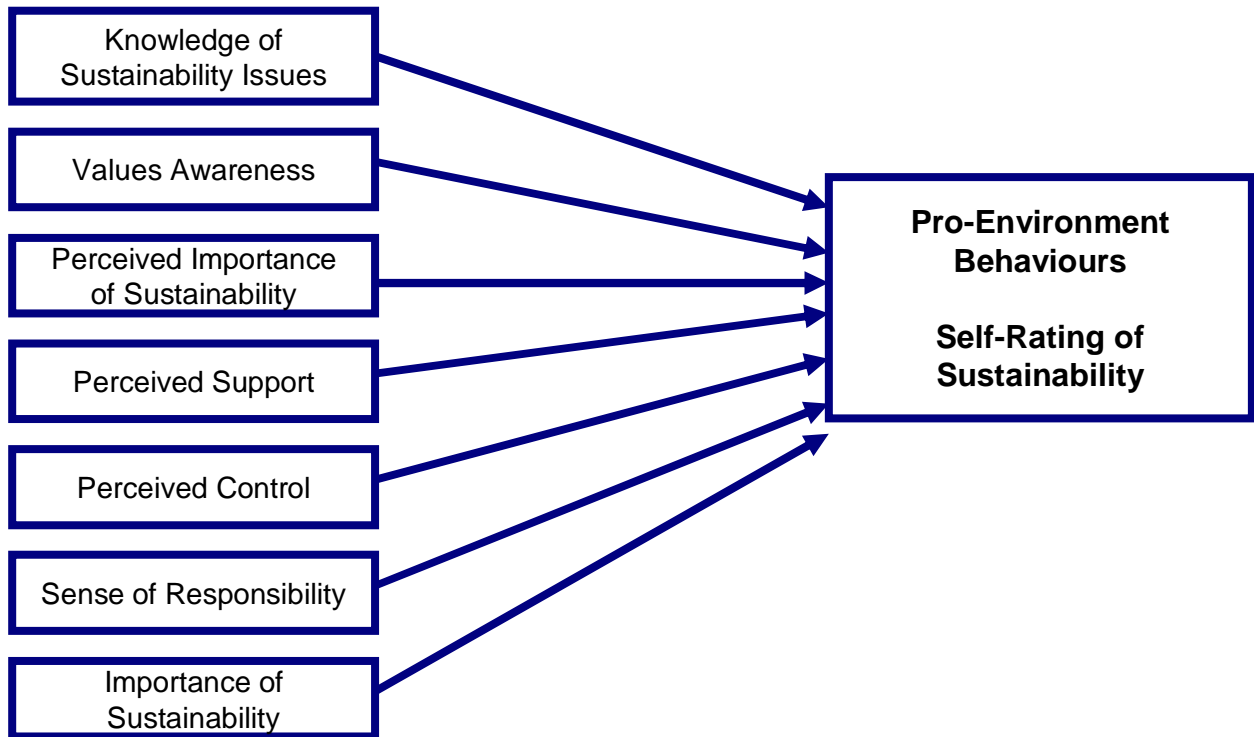 Knowledge of
Sustainability Issues
Values Awareness
Perceived Importance
of Sustainability
Perceived Support
Perceived Control
Sense of Responsibility
Importance of
Sustainability
Pro-Environment
Behaviours
Self-Rating of
Sustainability